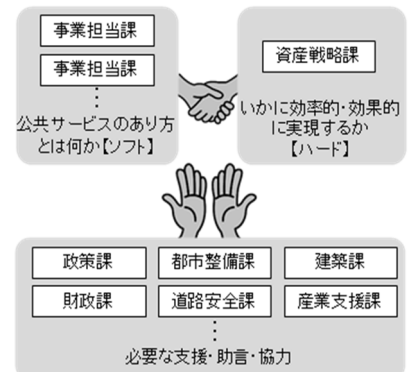 事業担当課
事業担当課
⋮
公共サービスのあり方
とは何か【ソフト】
資産戦略課
いかに効率的・効果的
に実現するか
【ハード】
政策課
都市整備課
建築課
財政課
道路安全課
産業支援課
⋮
必要な支援・助言・協力